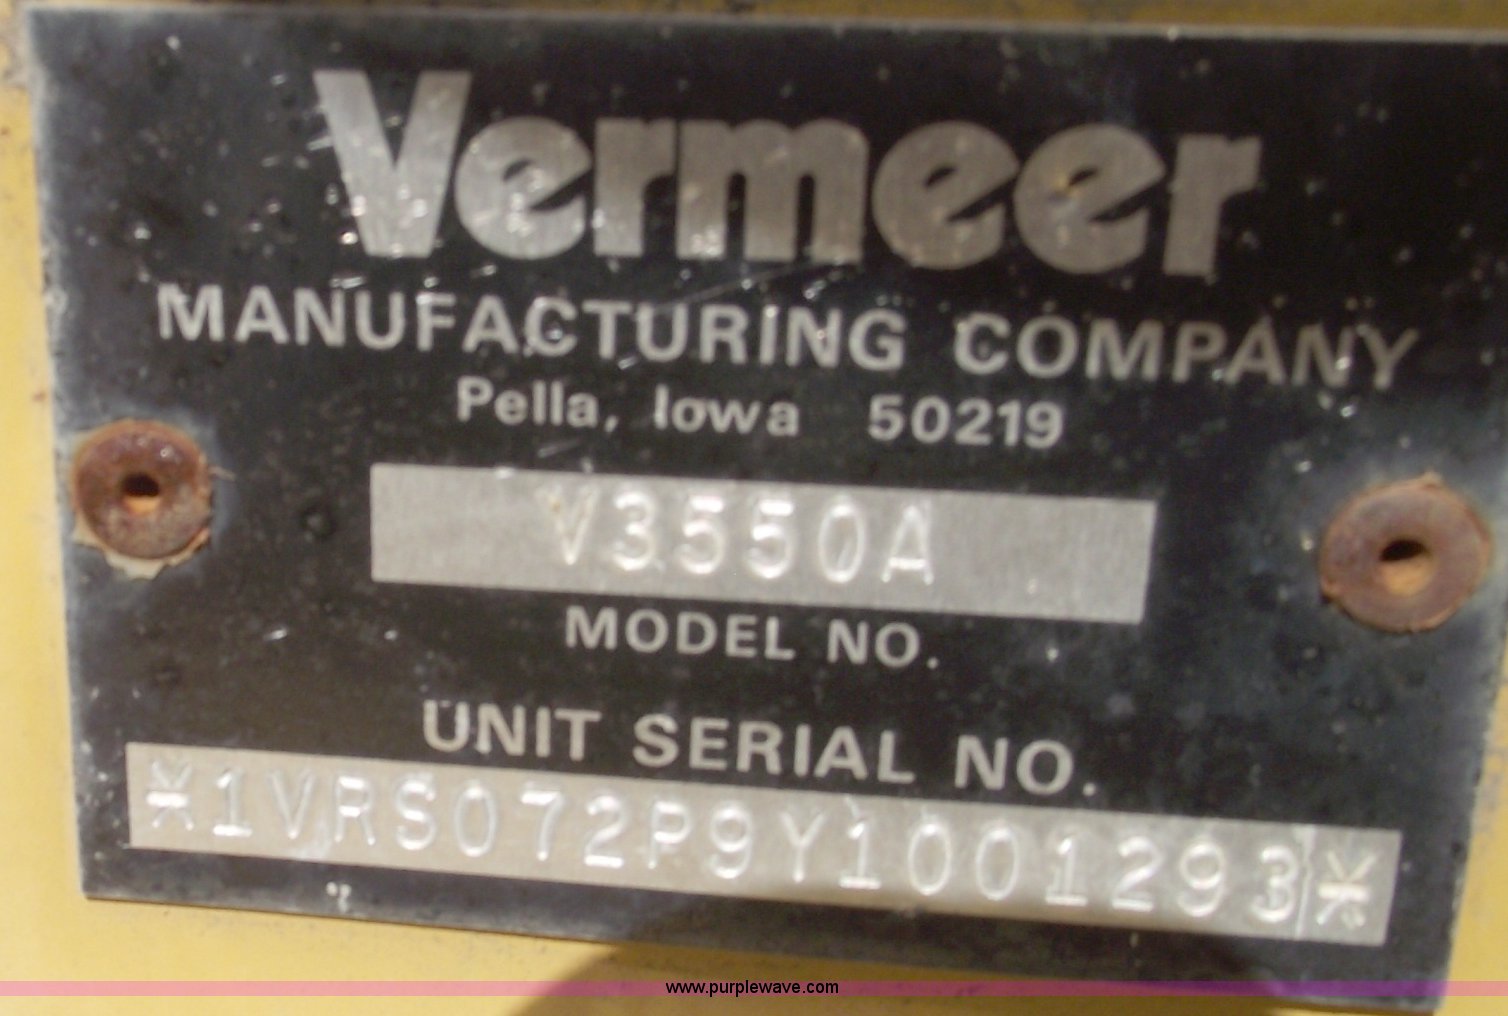 Vermeer
MANUFACTURING COMPANY
Pella, Iowa 50219
V3550A
MODEL NO.
UNIT SERIAL NO.
*1VRS072P9Y1001293*
www.purplewave.com